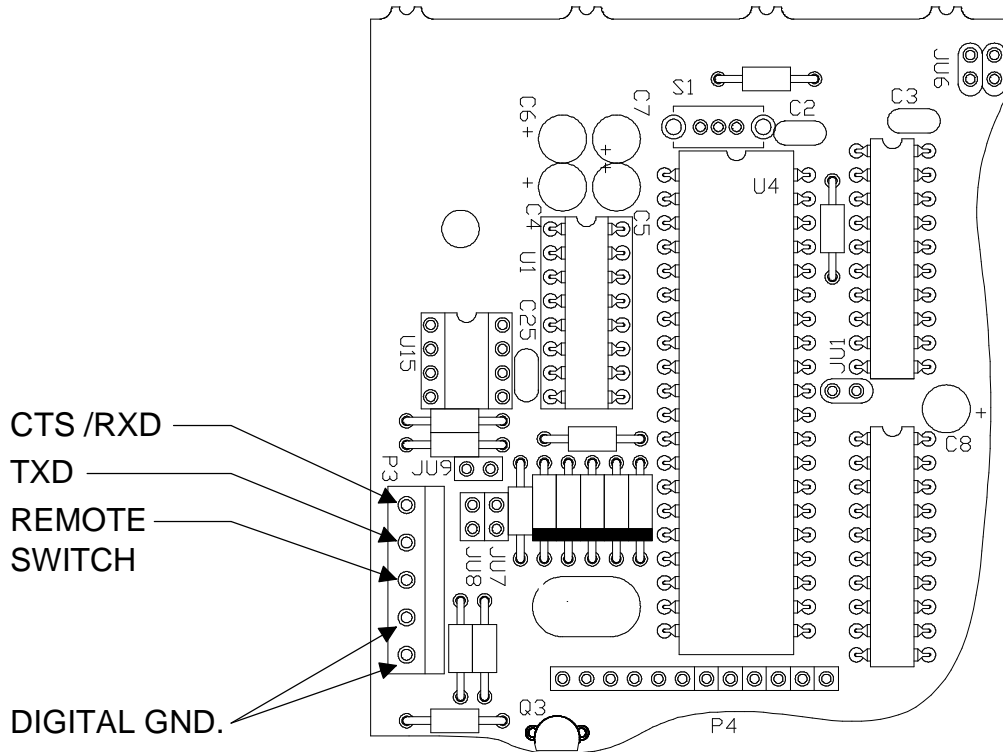 JU6
S1
C6
C7
C2
C3
+
+
+
U4
+
C4
C5
U1
U15
C25
JU1
CTS /RXD
+
C8
TXD
P3
JU9
REMOTE
SWITCH
JU8
JU7
DIGITAL GND.
Q3
P4